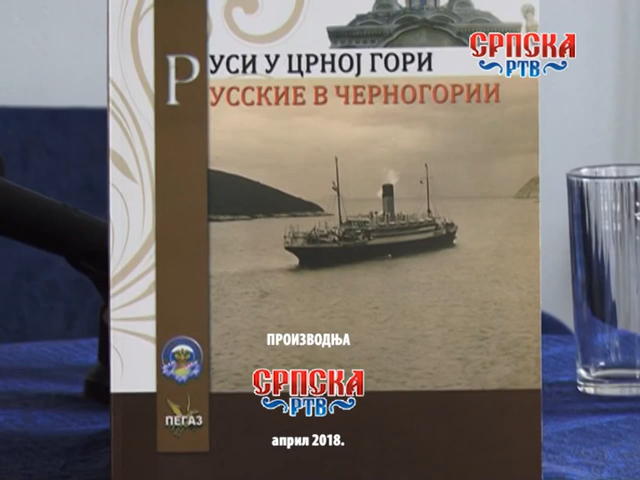 СРПСКА
РТВ
РУСИ У ЦРНОЈ ГОРИ
РУССКИЕ В ЧЕРНОГОРИИ
ПРОИЗВОДЊА
СРПСКА
РТВ
април 2018.
ПЕГАЗ